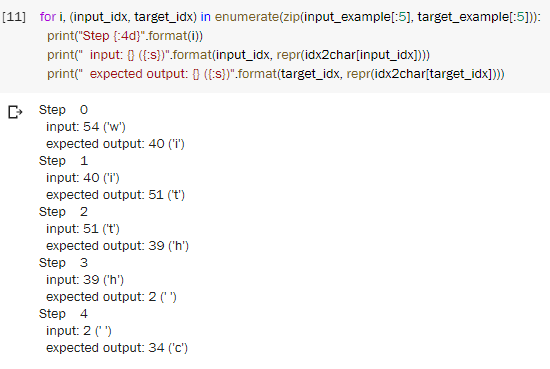 [11] for i, (input_idx, target_idx) in enumerate(zip(input_example[:5], target_example[:5])):
print("Step {:4d}".format(i))
print(" input: {} ({:s})".format(input_idx, repr(idx2char[input_idx])))
print(" expected output: {} ({:s})".format(target_idx, repr(idx2char[target_idx])))
Step 0
input: 54 ('w')
expected output: 40 ('i')
Step 1
input: 40 ('i')
expected output: 51 ('t')
Step 2
input: 51 ('t')
expected output: 39 ('h')
Step 3
input: 39 ('h')
expected output: 2 (' ')
Step 4
input: 2 (' ')
expected output: 34 ('c')